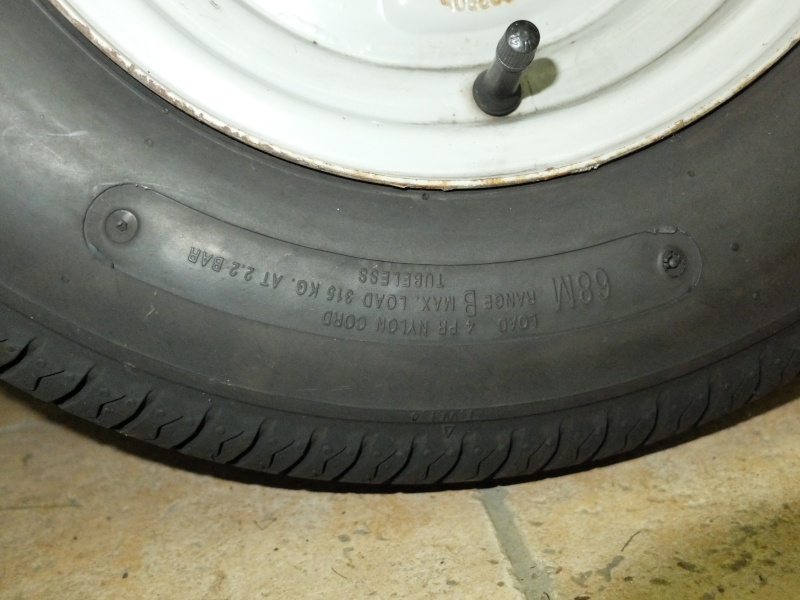 68M
LOAD
RANGE B
4 PR NYLON CORD
MAX. LOAD 315 KG. AT 2.2 BAR
TUBELESS